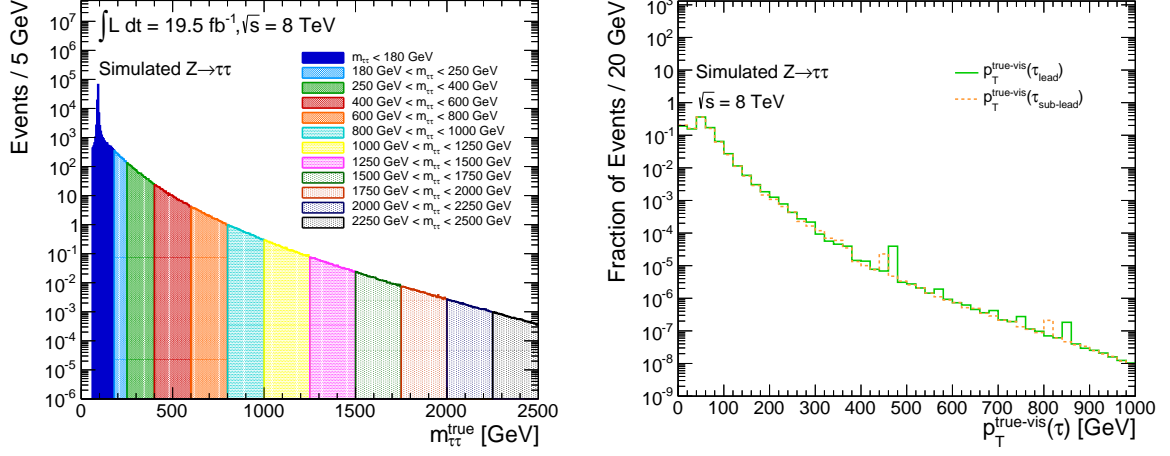 ∫L dt = 19.5 fb⁻¹,√s = 8 TeV
Simulated Z→ττ
m_ττ < 180 GeV
180 GeV < m_ττ < 250 GeV
250 GeV < m_ττ < 400 GeV
400 GeV < m_ττ < 600 GeV
600 GeV < m_ττ < 800 GeV
800 GeV < m_ττ < 1000 GeV
1000 GeV < m_ττ < 1250 GeV
1250 GeV < m_ττ < 1500 GeV
1500 GeV < m_ττ < 1750 GeV
1750 GeV < m_ττ < 2000 GeV
2000 GeV < m_ττ < 2250 GeV
2250 GeV < m_ττ < 2500 GeV
Events / 5 GeV
10⁷
10⁶
10⁵
10⁴
10³
10²
10
1
10⁻¹
10⁻²
10⁻³
10⁻⁴
10⁻⁵
10⁻⁶
0 500 1000 1500 2000 2500
m_ττ^true [GeV]
Simulated Z→ττ
√s = 8 TeV
p_T^true-vis(τ_lead)
p_T^true-vis(τ_sub-lead)
Fraction of Events / 20 GeV
10³
10²
10
1
10⁻¹
10⁻²
10⁻³
10⁻⁴
10⁻⁵
10⁻⁶
10⁻⁷
10⁻⁸
10⁻⁹
0 100 200 300 400 500 600 700 800 900 1000
p_T^true-vis(τ) [GeV]